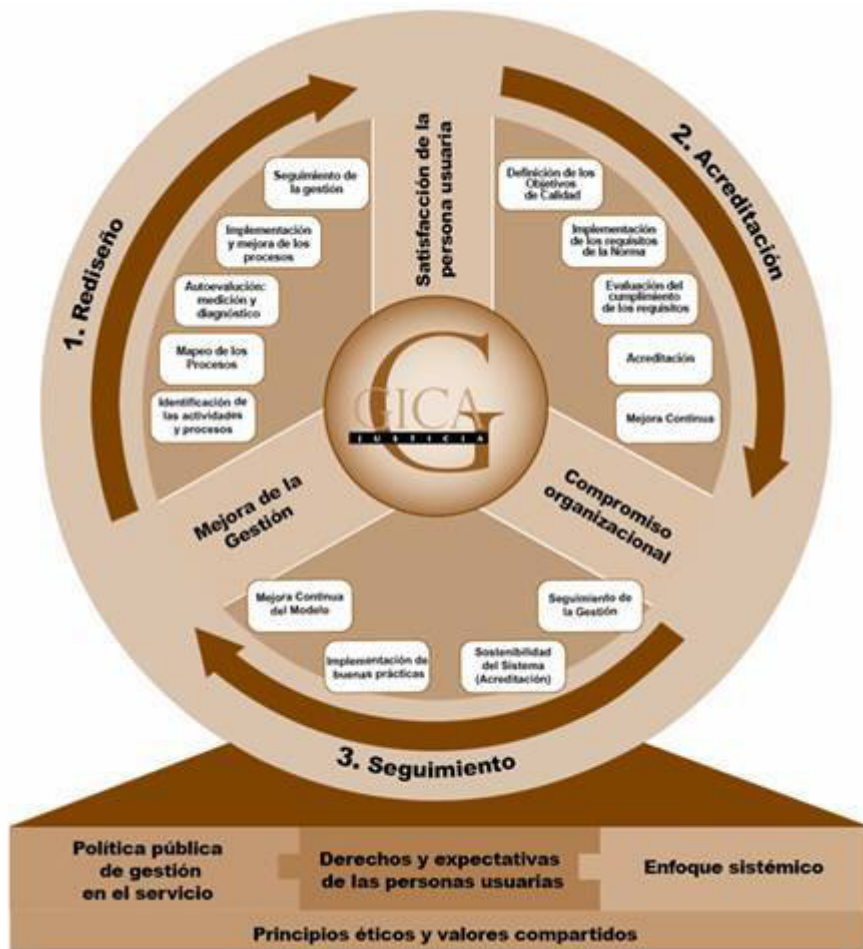 1. Rediseño
Seguimiento de
la gestión
Implementación
y mejora de los
procesos
Autoevalución:
medición y
diagnóstico
Mapeo de los
Procesos
Identificación de
las actividades
y procesos
Satisfacción de la
persona usuaria
2. Acreditación
Definición de los
Objetivos
de Calidad
Implementación
de los requisitos
de la Norma
Evaluación del
cumplimiento
de los requisitos
Acreditación
Mejora Continua
G
GICA
JUSTICIA
Mejora de la
Gestión
Compromiso
organizacional
Mejora Continua
del Modelo
Implementación de
buenas prácticas
Sostenibilidad
del Sistema
(Acreditación)
Seguimiento de
la Gestión
3. Seguimiento
Política pública
de gestión
en el servicio
Derechos y expectativas
de las personas usuarias
Enfoque sistémico
Principios éticos y valores compartidos